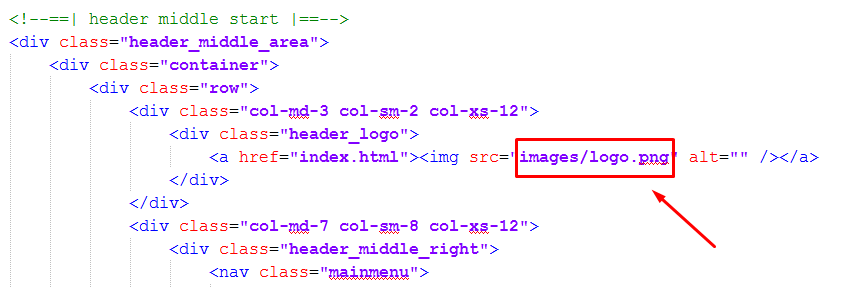 <!--==| header middle start |==-->
<div class="header_middle_area">
<div class="container">
<div class="row">
<div class="col-md-3 col-sm-2 col-xs-12">
<div class="header_logo">
<a href="index.html"><img src="images/logo.png" alt="" /></a>
</div>
</div>
<div class="col-md-7 col-sm-8 col-xs-12">
<div class="header_middle_right">
<nav class="mainmenu">